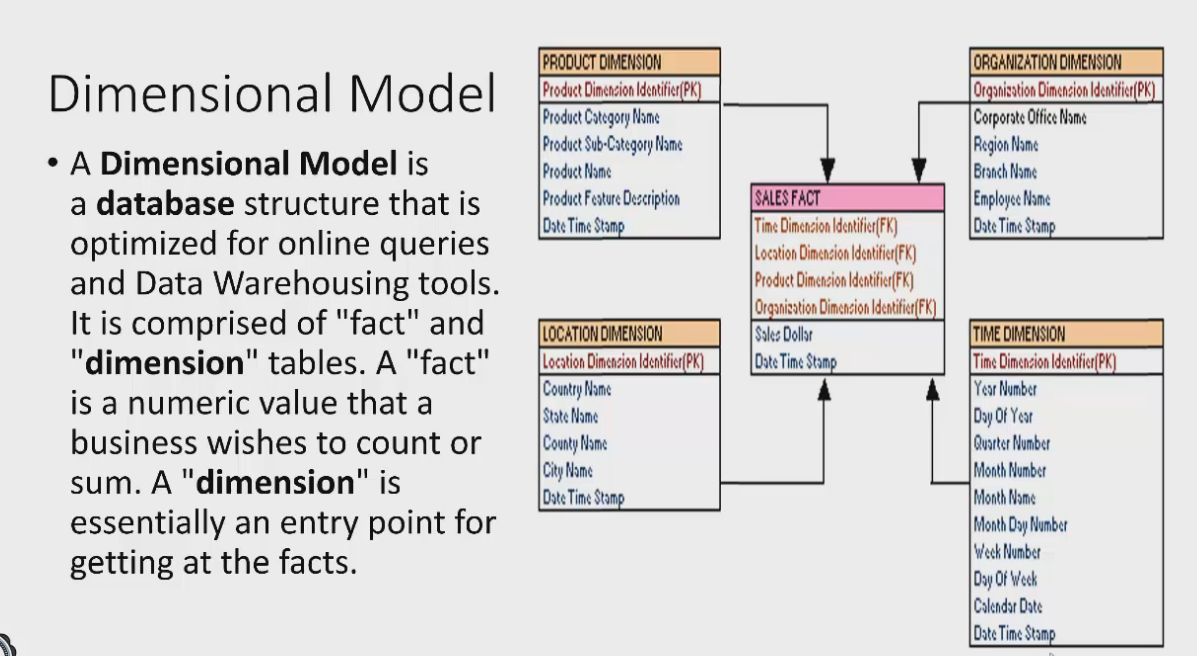 Dimensional Model
• A Dimensional Model is
a database structure that is
optimized for online queries
and Data Warehousing tools.
It is comprised of "fact" and
"dimension" tables. A "fact"
is a numeric value that a
business wishes to count or
sum. A "dimension" is
essentially an entry point for
getting at the facts.
PRODUCT DIMENSION
Product Dimension Identifier(PK)
Product Category Name
Product Sub-Category Name
Product Name
Product Feature Description
Date Time Stamp
ORGANIZATION DIMENSION
Organization Dimension Identifier(PK)
Corporate Office Name
Region Name
Branch Name
Employee Name
Date Time Stamp
SALES FACT
Time Dimension Identifier(FK)
Location Dimension Identifier(FK)
Product Dimension Identifier(FK)
Organization Dimension Identifier(FK)
Sales Dollar
Date Time Stamp
LOCATION DIMENSION
Location Dimension Identifier(PK)
Country Name
State Name
County Name
City Name
Date Time Stamp
TIME DIMENSION
Time Dimension Identifier(PK)
Year Number
Day Of Year
Quarter Number
Month Number
Month Name
Month Day Number
Week Number
Day Of Week
Calendar Date
Date Time Stamp